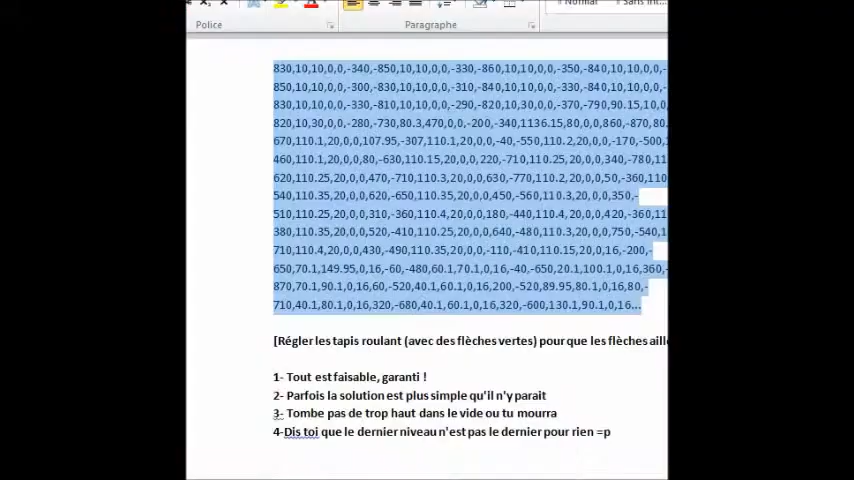 Police Paragraphe Normal
830,10,10,0,0,-340,-850,10,10,0,0,-330,-860,10,10,0,0,-350,-840,10,10,0,0,-
850,10,10,0,0,-300,-830,10,10,0,0,-310,-840,10,10,0,0,-330,-840,10,10,0,0,-
830,10,10,0,0,-330,-810,10,10,0,0,-290,-820,10,30,0,0,-370,-790,90.15,10,0,
820,10,30,0,0,-280,-730,80.3,470,0,0,-200,-340,1136.15,80,0,0,860,-870,80.
670,110.1,20,0,0,107.95,-307,110.1,20,0,0,-40,-550,110.2,20,0,0,-170,-500,1
460,110.1,20,0,0,80,-630,110.15,20,0,0,220,-710,110.25,20,0,0,340,-780,11
620,110.25,20,0,0,470,-710,110.3,20,0,0,630,-770,110.2,20,0,0,50,-360,110
540,110.35,20,0,0,620,-650,110.35,20,0,0,450,-560,110.3,20,0,0,350,-
510,110.25,20,0,0,310,-360,110.4,20,0,0,180,-440,110.4,20,0,0,420,-360,11
380,110.35,20,0,0,520,-410,110.25,20,0,0,640,-480,110.3,20,0,0,750,-540,1
710,110.4,20,0,0,430,-490,110.35,20,0,0,-110,-410,110.15,20,0,16,-200,-
650,70.1,149.95,0,16,-60,-480,60.1,70.1,0,16,-40,-650,20.1,100.1,0,16,360,-
870,70.1,90.1,0,16,60,-520,40.1,60.1,0,16,200,-520,89.95,80.1,0,16,80,-
710,40.1,80.1,0,16,320,-680,40.1,60.1,0,16,320,-600,130.1,90.1,0,16...
[Régler les tapis roulant (avec des flèches vertes) pour que les flèches aille
1- Tout est faisable, garanti !
2- Parfois la solution est plus simple qu'il n'y parait
3- Tombe pas de trop haut dans le vide ou tu mourra
4-Dis toi que le dernier niveau n'est pas le dernier pour rien =p